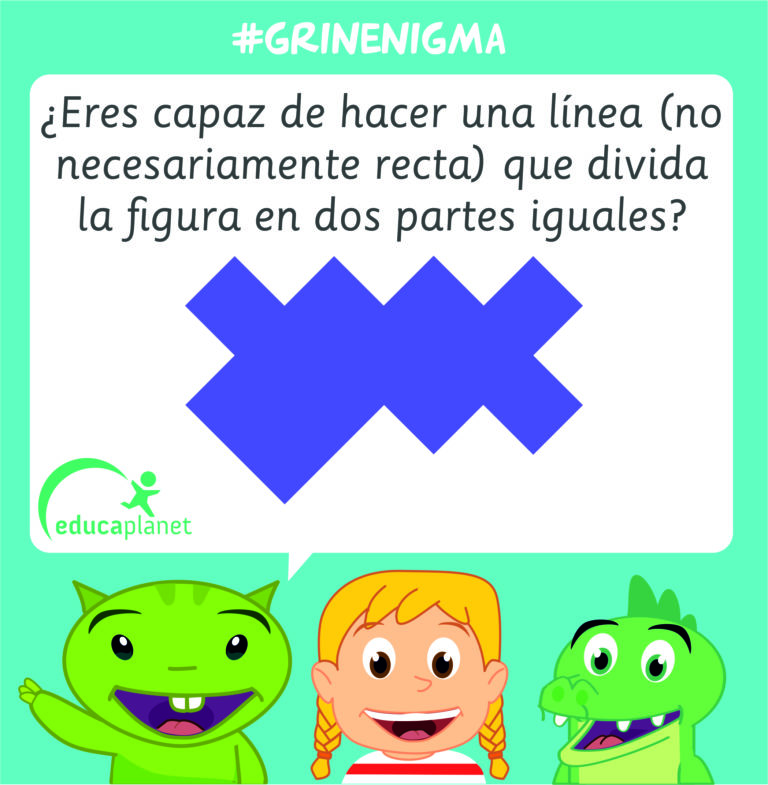 #GRINENIGMA
¿Eres capaz de hacer una línea (no
necesariamente recta) que divida
la figura en dos partes iguales?
educaplanet